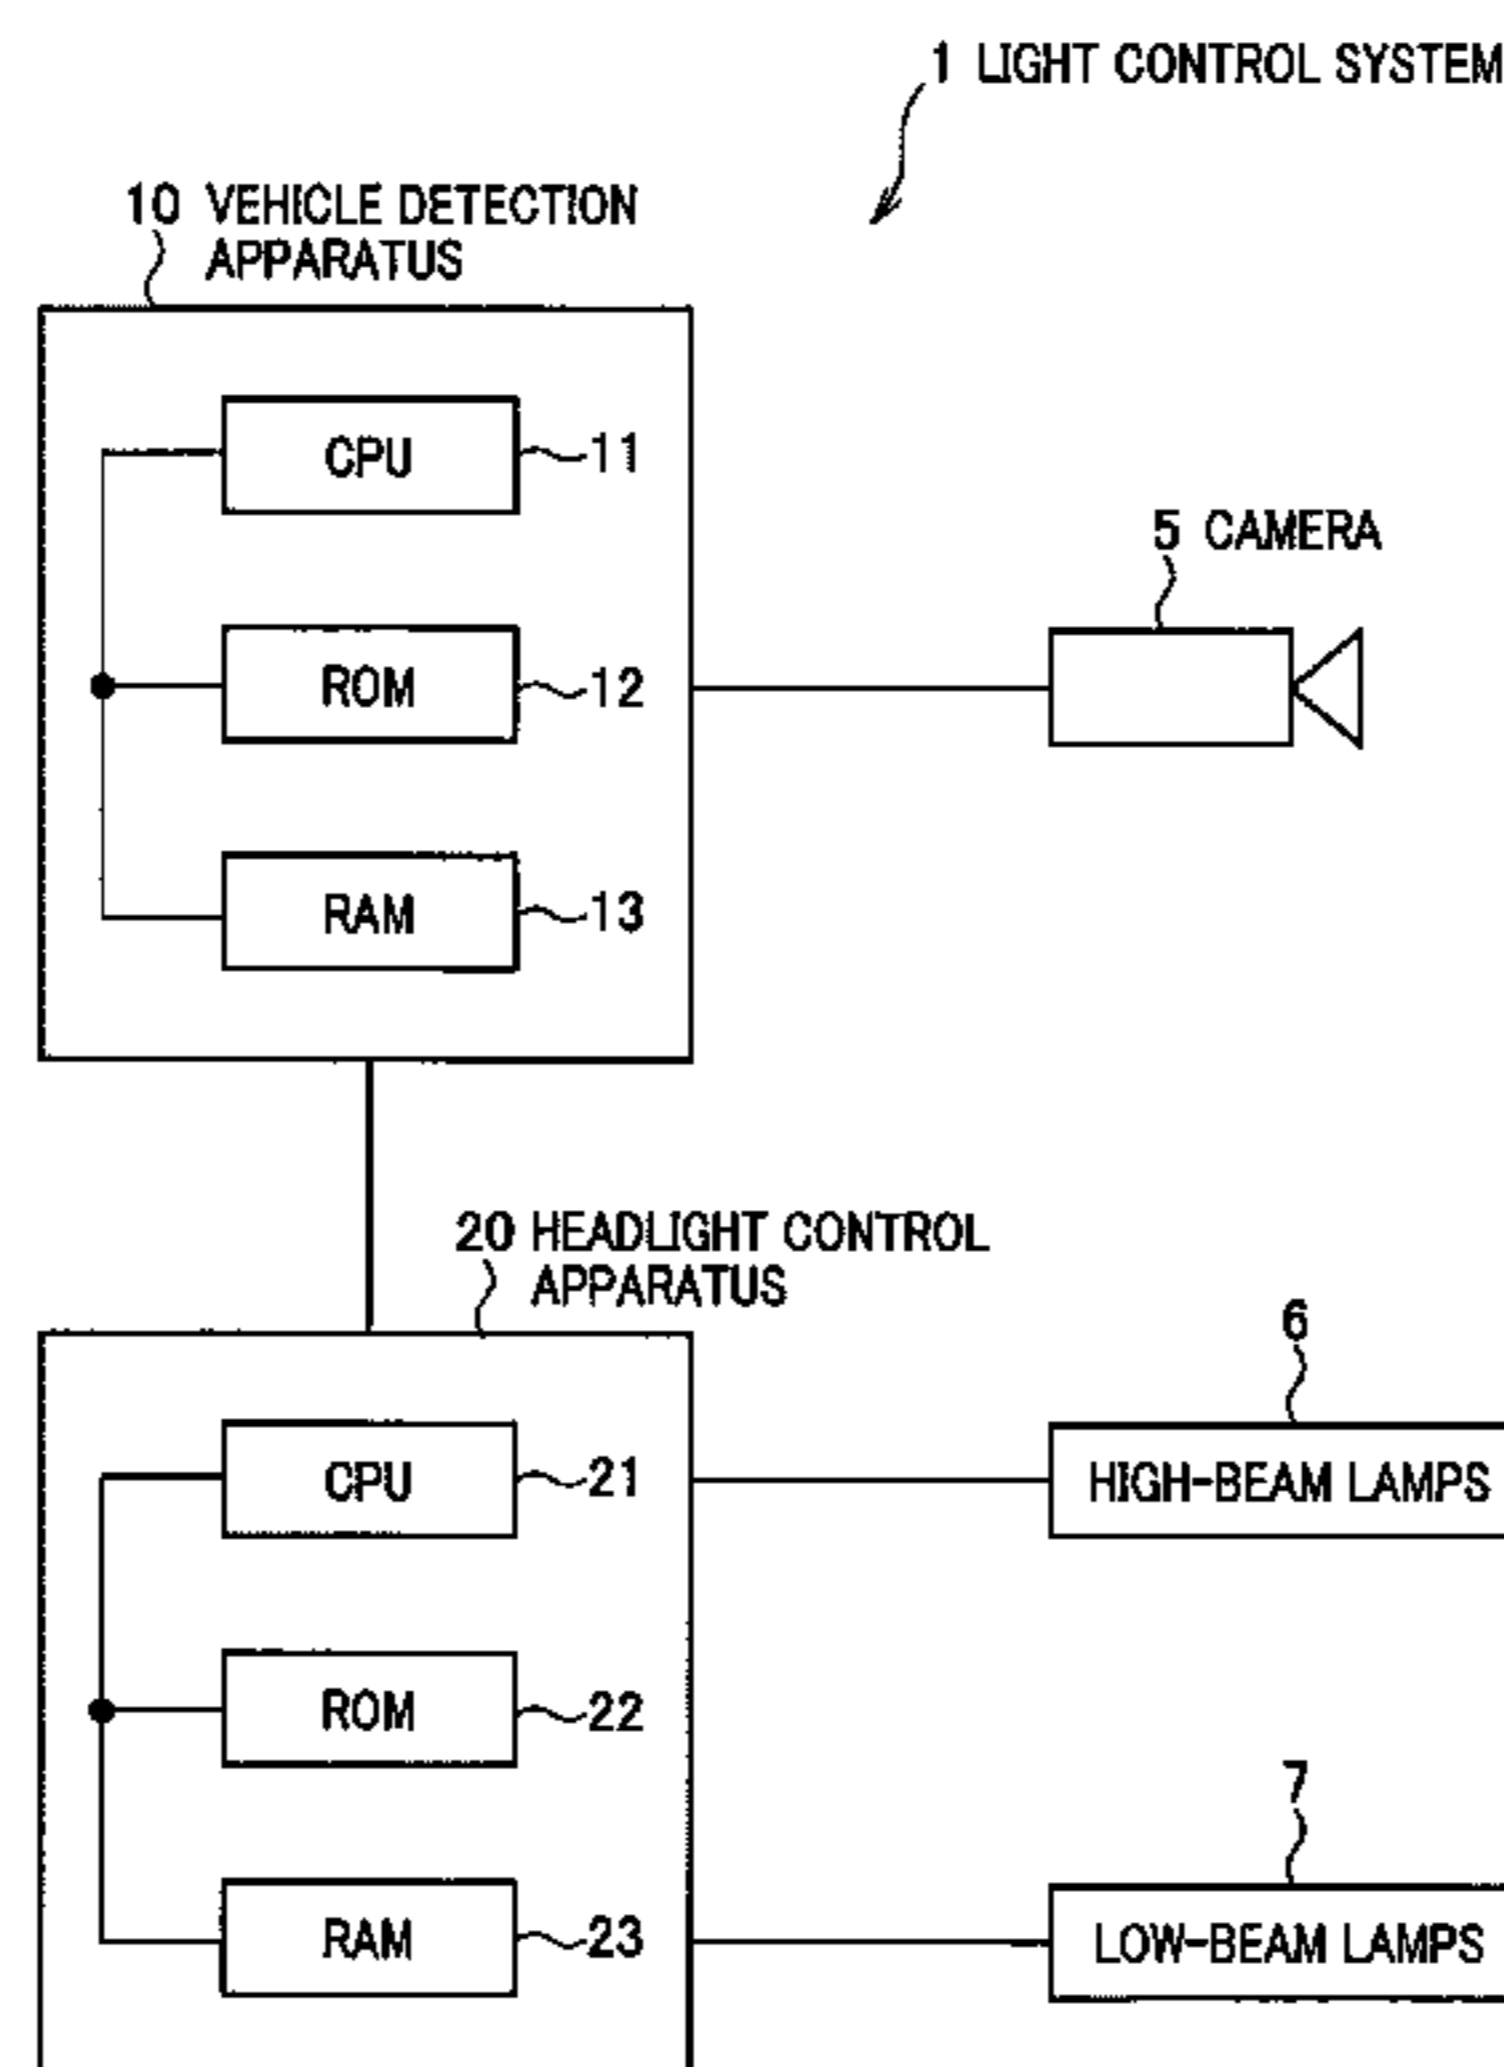 1 LIGHT CONTROL SYSTEM
10 VEHICLE DETECTION
APPARATUS
CPU 11
5 CAMERA
ROM 12
RAM 13
20 HEADLIGHT CONTROL
APPARATUS
6
CPU 21
HIGH-BEAM LAMPS
ROM 22
7
RAM 23
LOW-BEAM LAMPS